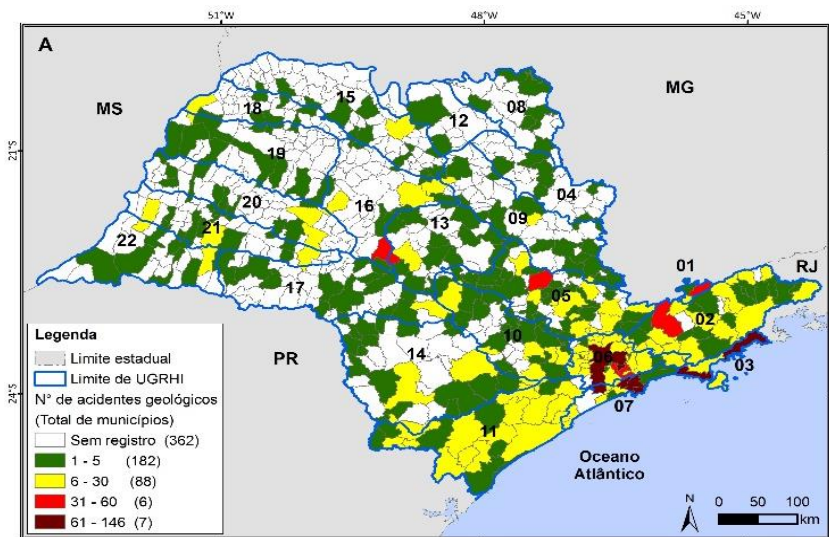 51°W 48°W 45°W
A
MS
MG
15
18
08
12
21°S
19
04
20
16
09
13
21
22
01
17
RJ
05
02
Legenda
Limite estadual
Limite de UGRHI
N° de acidentes geológicos
(Total de municípios)
Sem registro (362)
1 - 5 (182)
6 - 30 (88)
31 - 60 (6)
61 - 146 (7)
PR
10
14
06
03
24°S
07
11
Oceano
Atlântico
N
0 50 100
km